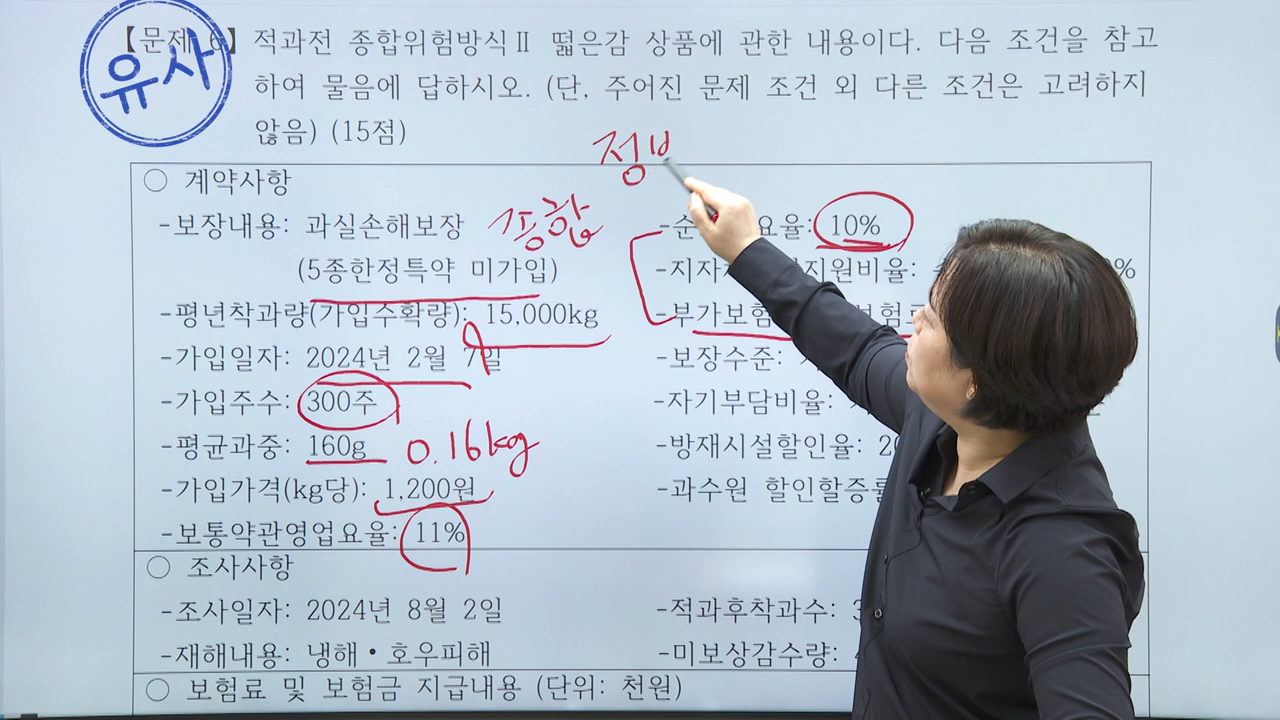 유사
【문제 6】 적과전 종합위험방식Ⅱ 떫은감 상품에 관한 내용이다. 다음 조건을 참고
하여 물음에 답하시오. (단, 주어진 문제 조건 외 다른 조건은 고려하지
않음) (15점)
정보
○ 계약사항
-보장내용: 과실손해보장 종합
(5종한정특약 미가입)
-평년착과량(가입수확량): 15,000kg
-가입일자: 2024년 2월 7일
-가입주수: 300주
-평균과중: 160g 0.16kg
-가입가격(kg당): 1,200원
-보통약관영업요율: 11%
-순 요율: 10%
-지자체 지원비율: %
-부가보험 보험료
-보장수준:
-자기부담비율:
-방재시설할인율: 20
-과수원 할인할증률
○ 조사사항
-조사일자: 2024년 8월 2일
-재해내용: 냉해・호우피해
-적과후착과수: 3
-미보상감수량:
○ 보험료 및 보험금 지급내용 (단위: 천원)